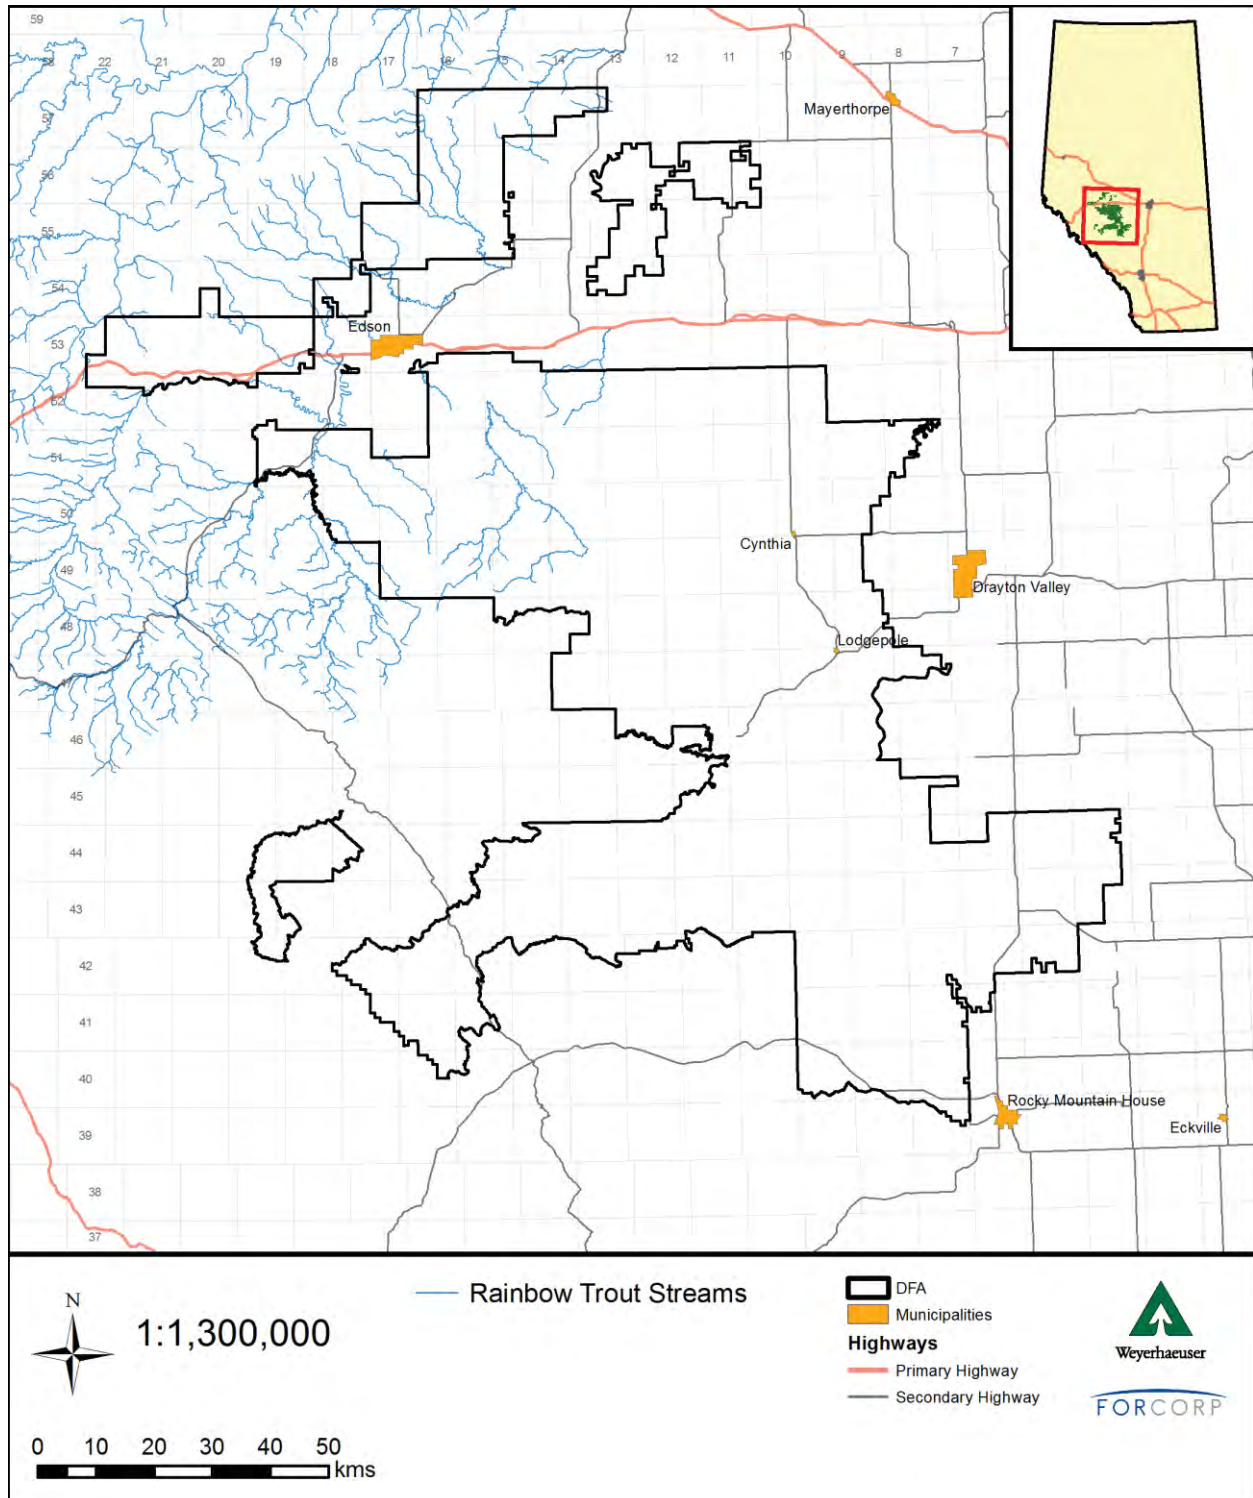 59
58 22 21 20 19 18 17 16 15 14 13 12 11 10 9 8 7
Mayerthorpe
57
56
55
54
Edson
53
52
51
50
Cynthia
49
Drayton Valley
48
Lodgepole
47
46
45
44
43
42
41
40
Rocky Mountain House
39
Eckville
38
37
N
1:1,300,000
Rainbow Trout Streams
DFA
Municipalities
Highways
Primary Highway
Secondary Highway
Weyerhaeuser
FORCORP
0 10 20 30 40 50
kms